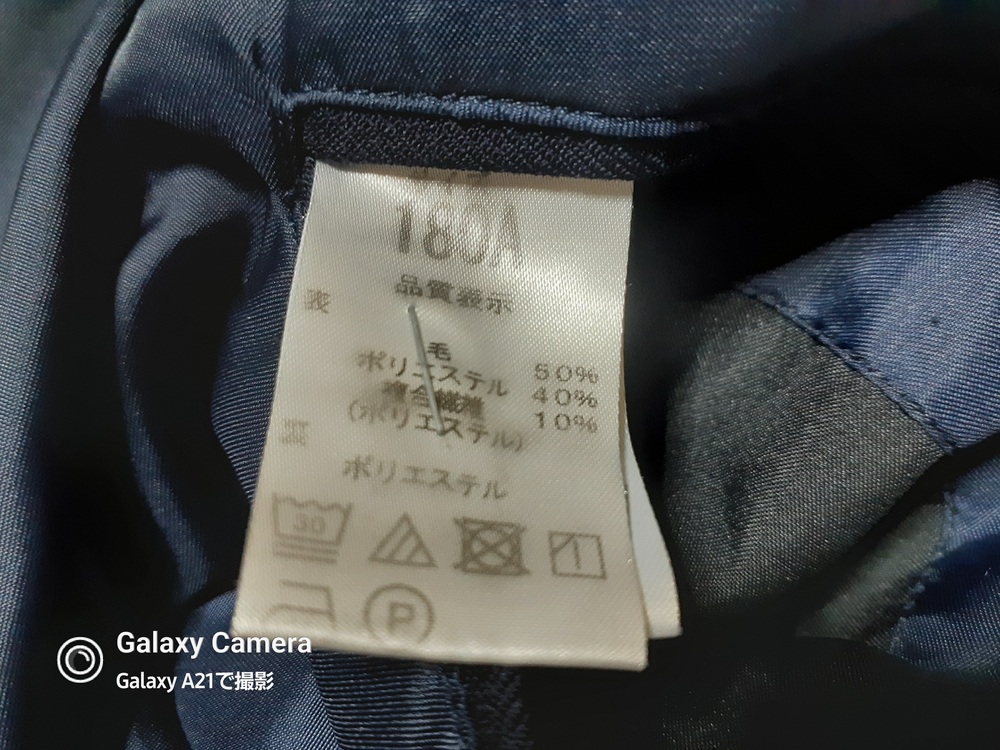 180A
品質表示
表
毛 50%
ポリエステル 40%
複合繊維 10%
(ポリエステル)
ポリエステル
30
P
Galaxy Camera
Galaxy A21で撮影